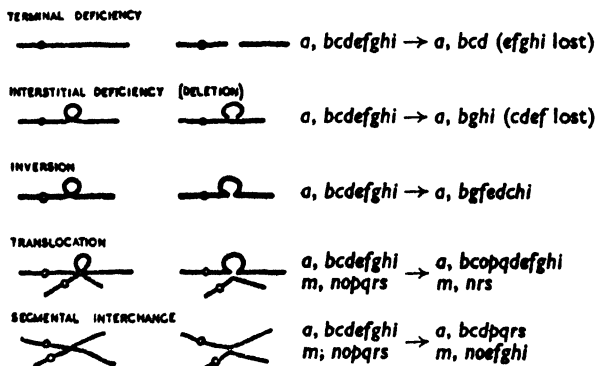 TERMINAL DEFICIENCY
a, bcdefghi → a, bcd (efghi lost)
INTERSTITIAL DEFICIENCY (DELETION)
a, bcdefghi → a, bghi (cdef lost)
INVERSION
a, bcdefghi → a, bgfedchi
TRANSLOCATION
a, bcdefghi → a, bcopqdefghi
m, nopqrs m, nrs
SEGMENTAL INTERCHANGE
a, bcdefghi → a, bcdpqrs
m; nopqrs m, noefghi